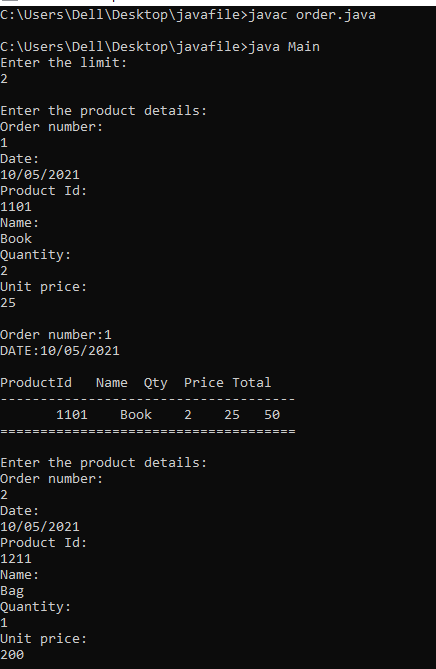 C:\Users\Dell\Desktop\javafile>javac order.java
C:\Users\Dell\Desktop\javafile>java Main
Enter the limit:
2
Enter the product details:
Order number:
1
Date:
10/05/2021
Product Id:
1101
Name:
Book
Quantity:
2
Unit price:
25
Order number:1
DATE:10/05/2021
ProductId   Name  Qty  Price Total
-------------------------------------
       1101    Book    2    25   50
=====================================
Enter the product details:
Order number:
2
Date:
10/05/2021
Product Id:
1211
Name:
Bag
Quantity:
1
Unit price:
200